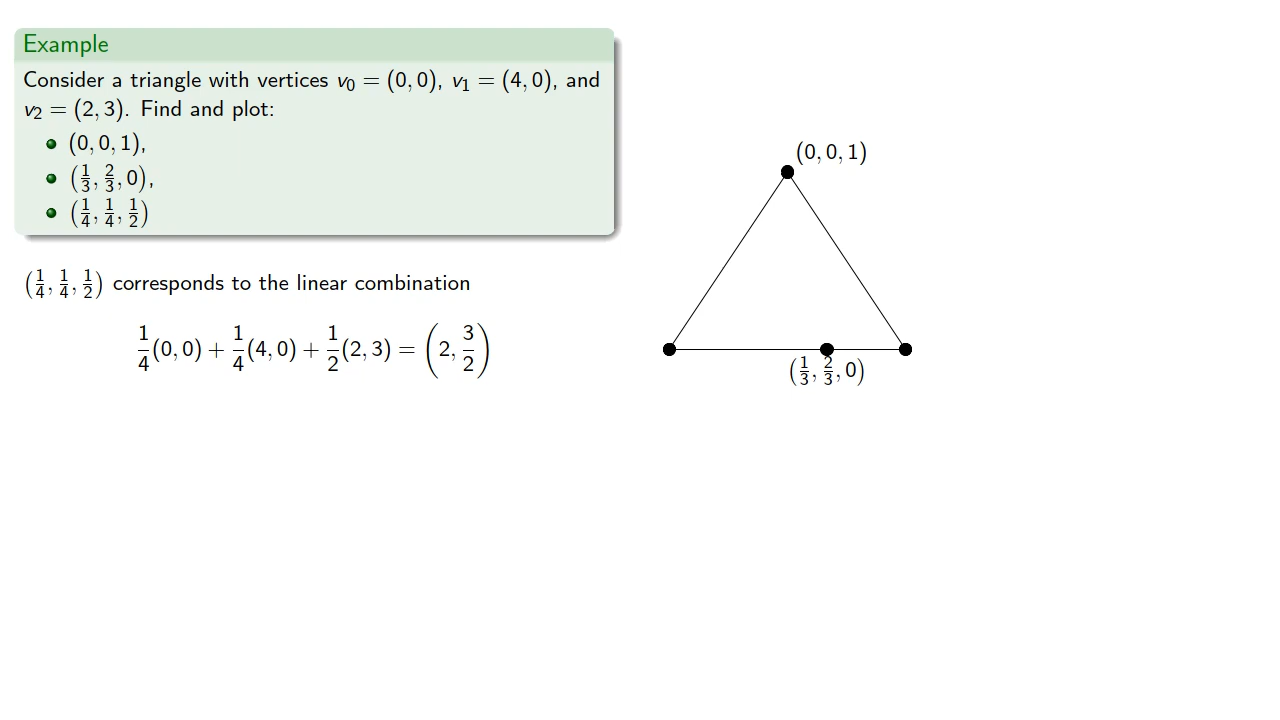 Example
Consider a triangle with vertices v₀ = (0, 0), v₁ = (4, 0), and
v₂ = (2, 3). Find and plot:
(0, 0, 1),
(1/3, 2/3, 0),
(1/4, 1/4, 1/2)
(1/4, 1/4, 1/2) corresponds to the linear combination
1/4(0, 0) + 1/4(4, 0) + 1/2(2, 3) = (2, 3/2)
(0, 0, 1)
(1/3, 2/3, 0)